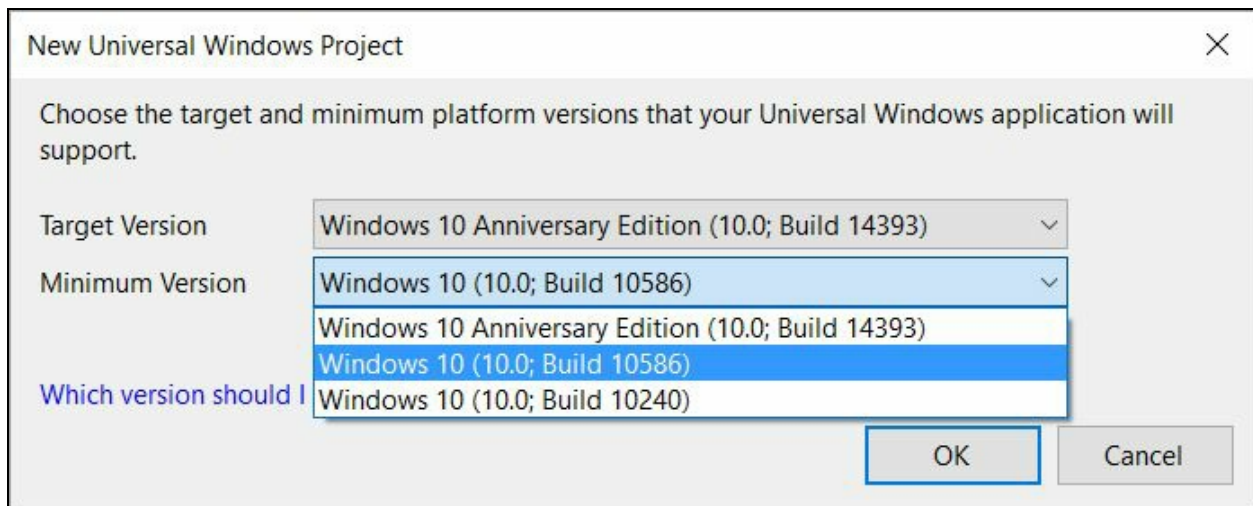 New Universal Windows Project
Choose the target and minimum platform versions that your Universal Windows application will
support.
Target Version Windows 10 Anniversary Edition (10.0; Build 14393)
Minimum Version Windows 10 (10.0; Build 10586)
Windows 10 Anniversary Edition (10.0; Build 14393)
Windows 10 (10.0; Build 10586)
Which version should I Windows 10 (10.0; Build 10240)
OK Cancel